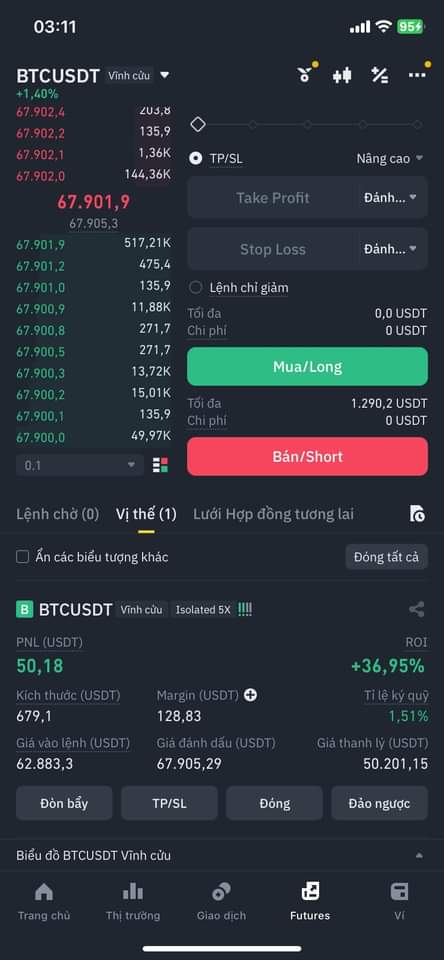 03:11
95
BTCUSDT Vĩnh cửu
+1,40%
67.902,4 203,8
67.902,2 135,9
67.902,1 1,36K
67.902,0 144,36K
67.901,9
67.905,3
67.901,9 517,21K
67.901,2 475,4
67.901,0 135,9
67.900,9 11,88K
67.900,8 271,7
67.900,5 271,7
67.900,3 13,72K
67.900,2 15,01K
67.900,1 135,9
67.900,0 49,97K
0.1
TP/SL Nâng cao
Take Profit Đánh...
Stop Loss Đánh...
Lệnh chỉ giảm
Tối đa 0,0 USDT
Chi phí 0 USDT
Mua/Long
Tối đa 1.290,2 USDT
Chi phí 0 USDT
Bán/Short
Lệnh chờ (0) Vị thế (1) Lưới Hợp đồng tương lai
Ẩn các biểu tượng khác Đóng tất cả
B BTCUSDT Vĩnh cửu Isolated 5X !!!!
PNL (USDT) ROI
50,18 +36,95%
Kích thước (USDT) Margin (USDT) Tỉ lệ ký quỹ
679,1 128,83 1,51%
Giá vào lệnh (USDT) Giá đánh dấu (USDT) Giá thanh lý (USDT)
62.883,3 67.905,29 50.201,15
Đòn bẩy TP/SL Đóng Đảo ngược
Biểu đồ BTCUSDT Vĩnh cửu
Trang chủ Thị trường Giao dịch Futures Ví